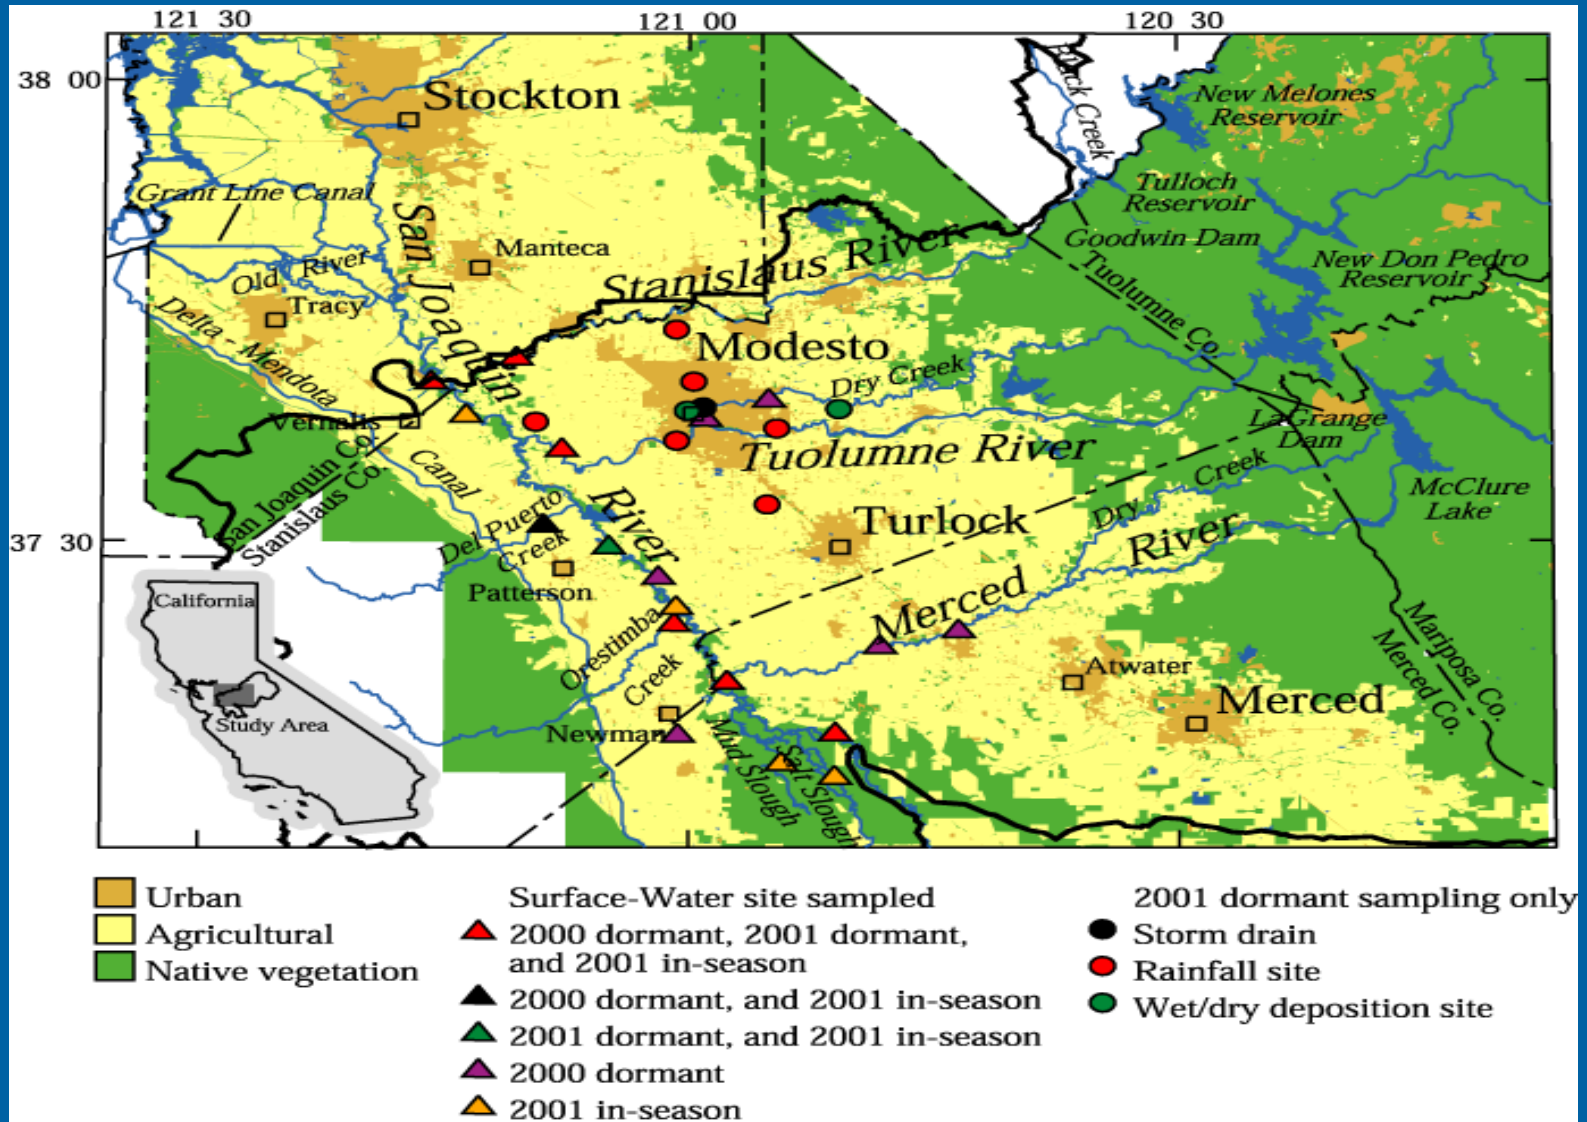 121 30
121 00
120 30
38 00
37 30
Stockton
Black Creek
New Melones
Reservoir
Grant Line Canal
Tulloch
Reservoir
Goodwin Dam
San Joaquin
River
Manteca
Stanislaus River
Old River
Tracy
New Don Pedro
Reservoir
Tuolumne Co.
Delta - Mendota
Canal
Modesto
Dry Creek
Vernalis
LaGrange
Dam
Tuolumne River
San Joaquin Co.
Stanislaus Co.
Dry Creek
McClure
Lake
Turlock
Del Puerto
Creek
Patterson
Merced River
Orestimba
Creek
Mariposa Co.
Merced Co.
Atwater
Merced
Newman
Mud Slough
Salt Slough
California
Study Area
Urban
Agricultural
Native vegetation
Surface-Water site sampled
2000 dormant, 2001 dormant,
and 2001 in-season
2000 dormant, and 2001 in-season
2001 dormant, and 2001 in-season
2000 dormant
2001 in-season
2001 dormant sampling only
Storm drain
Rainfall site
Wet/dry deposition site